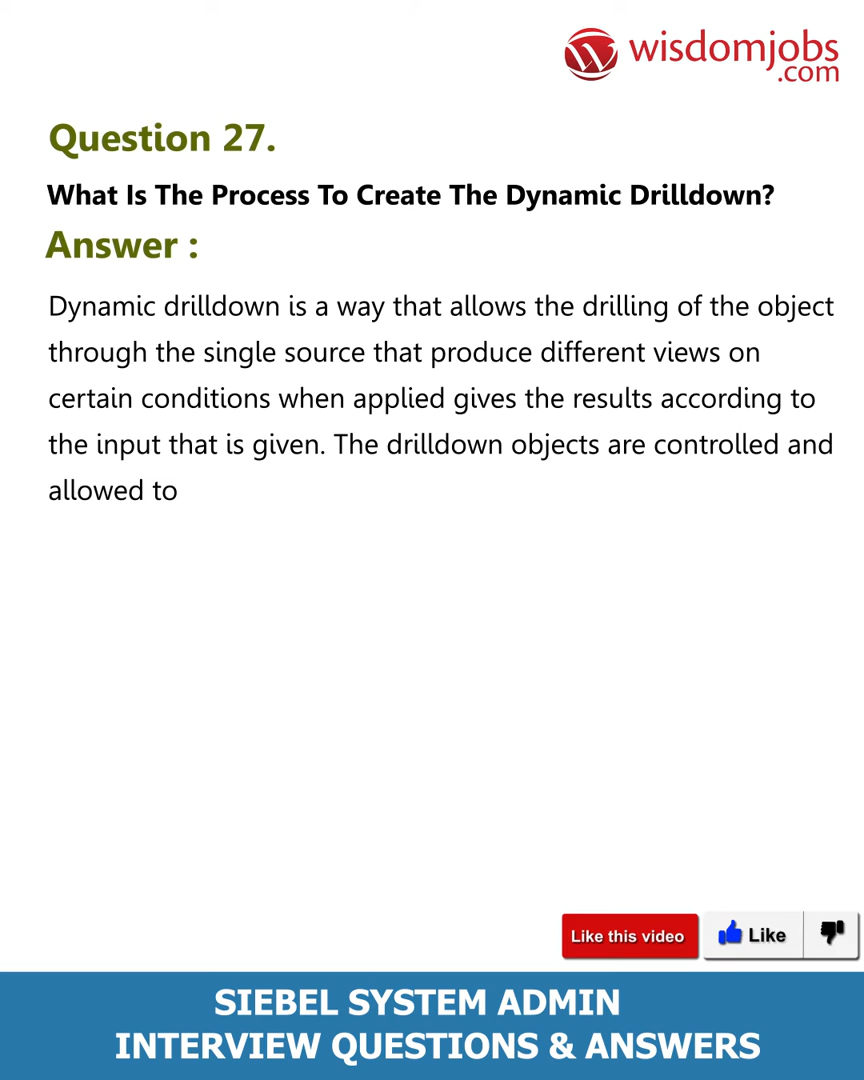 wisdomjobs
.com
Question 27.
What Is The Process To Create The Dynamic Drilldown?
Answer :
Dynamic drilldown is a way that allows the drilling of the object
through the single source that produce different views on
certain conditions when applied gives the results according to
the input that is given. The drilldown objects are controlled and
allowed to
Like this video
Like
SIEBEL SYSTEM ADMIN
INTERVIEW QUESTIONS & ANSWERS